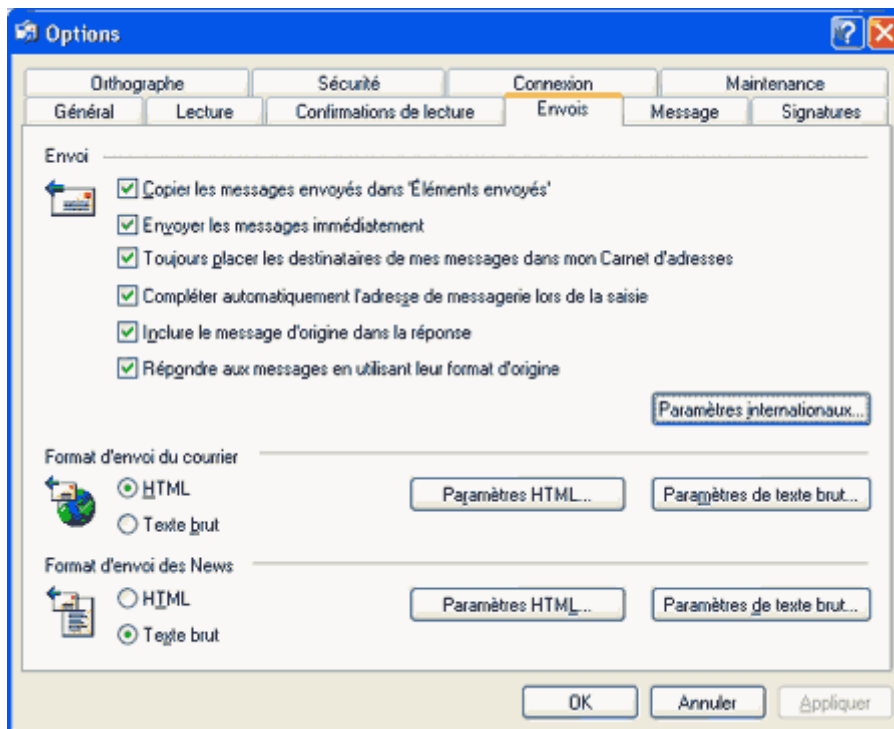 Options
Orthographe Sécurité Connexion Maintenance
Général Lecture Confirmations de lecture Envois Message Signatures
Envoi
Copier les messages envoyés dans 'Éléments envoyés'
Envoyer les messages immédiatement
Toujours placer les destinataires de mes messages dans mon Carnet d'adresses
Compléter automatiquement l'adresse de messagerie lors de la saisie
Inclure le message d'origine dans la réponse
Répondre aux messages en utilisant leur format d'origine
Paramètres internationaux...
Format d'envoi du courrier
HTML Paramètres HTML... Paramètres de texte brut...
Texte brut
Format d'envoi des News
HTML Paramètres HTML... Paramètres de texte brut...
Texte brut
OK Annuler Appliquer